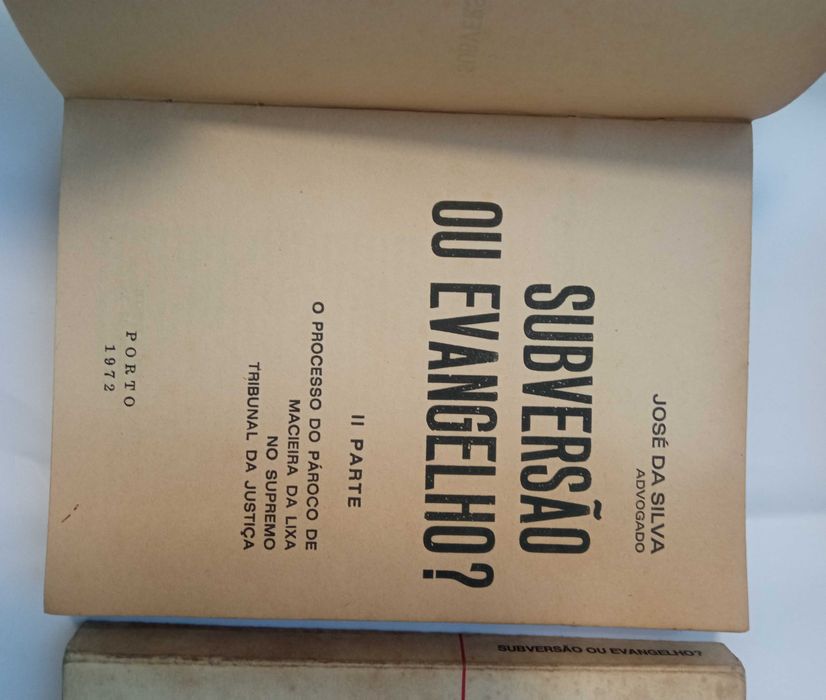 JOSÉ DA SILVA
ADVOGADO
SUBVERSÃO
OU EVANGELHO?
II PARTE
O PROCESSO DO PÁROCO DE
MACIEIRA DA LIXA
NO SUPREMO
TRIBUNAL DA JUSTIÇA
PORTO
1972
SUBVERSÃO OU EVANGELHO?